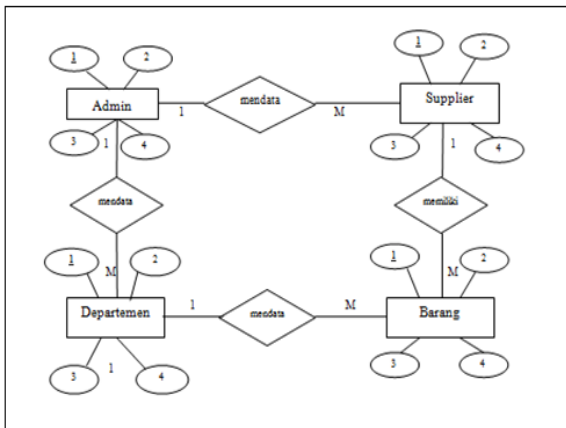 1 2 1 2
Admin 1 mendata M Supplier
3 1 4 3 1 4
mendata memiliki
1 M 2 1 M 2
Departemen 1 mendata M Barang
3 1 4 3 4